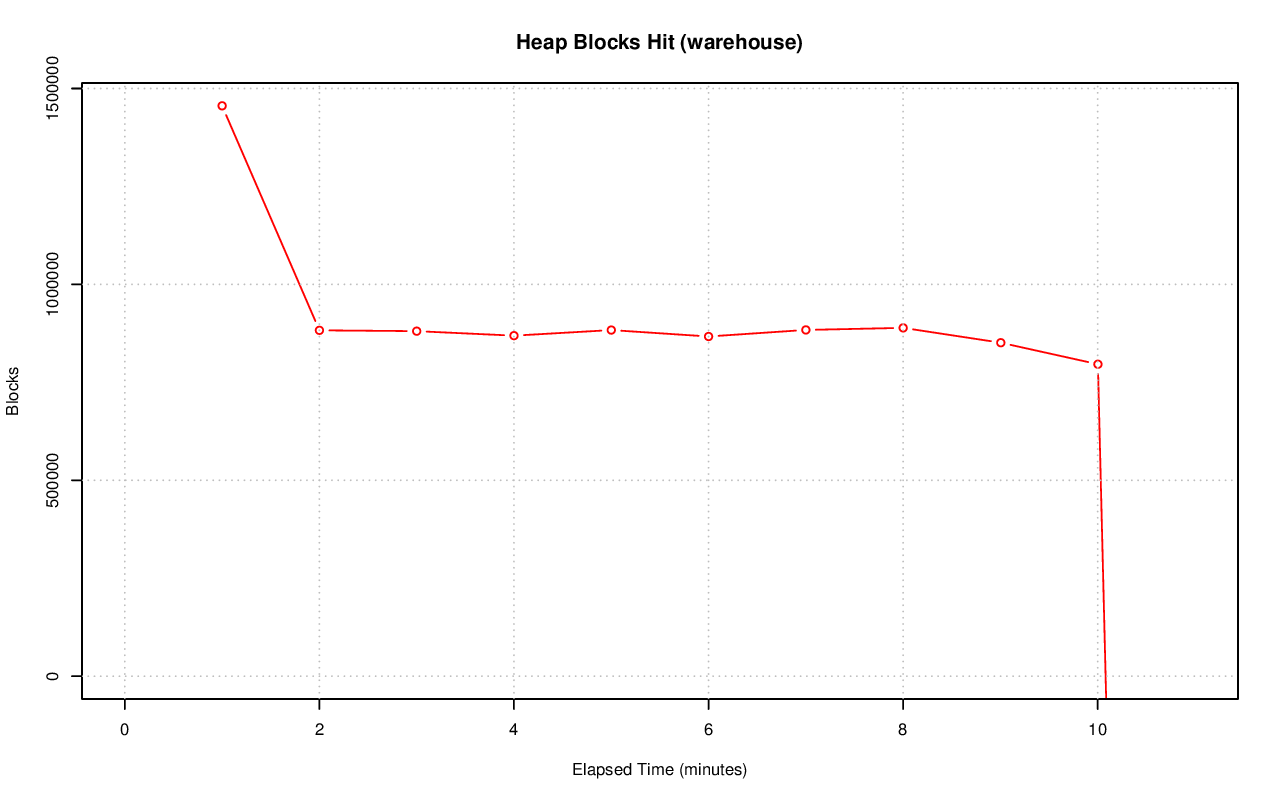 Heap Blocks Hit (warehouse)
1500000
1000000
500000
0
Blocks
0 2 4 6 8 10
Elapsed Time (minutes)